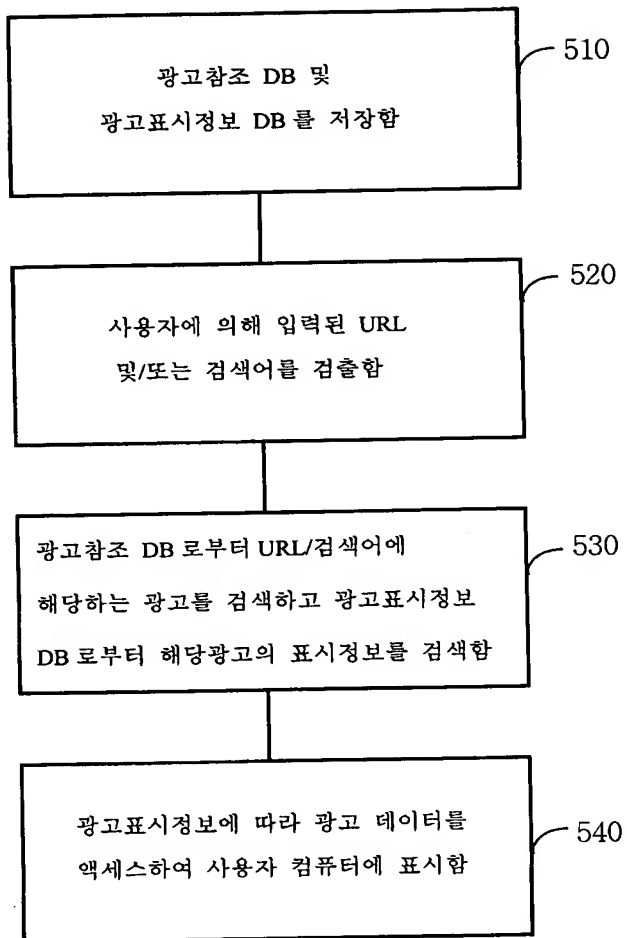 광고참조 DB 및
광고표시정보 DB를 저장함
510
사용자에 의해 입력된 URL
및/또는 검색어를 검출함
520
광고참조 DB로부터 URL/검색어에
해당하는 광고를 검색하고 광고표시정보
DB로부터 해당광고의 표시정보를 검색함
530
광고표시정보에 따라 광고 데이터를
액세스하여 사용자 컴퓨터에 표시함
540